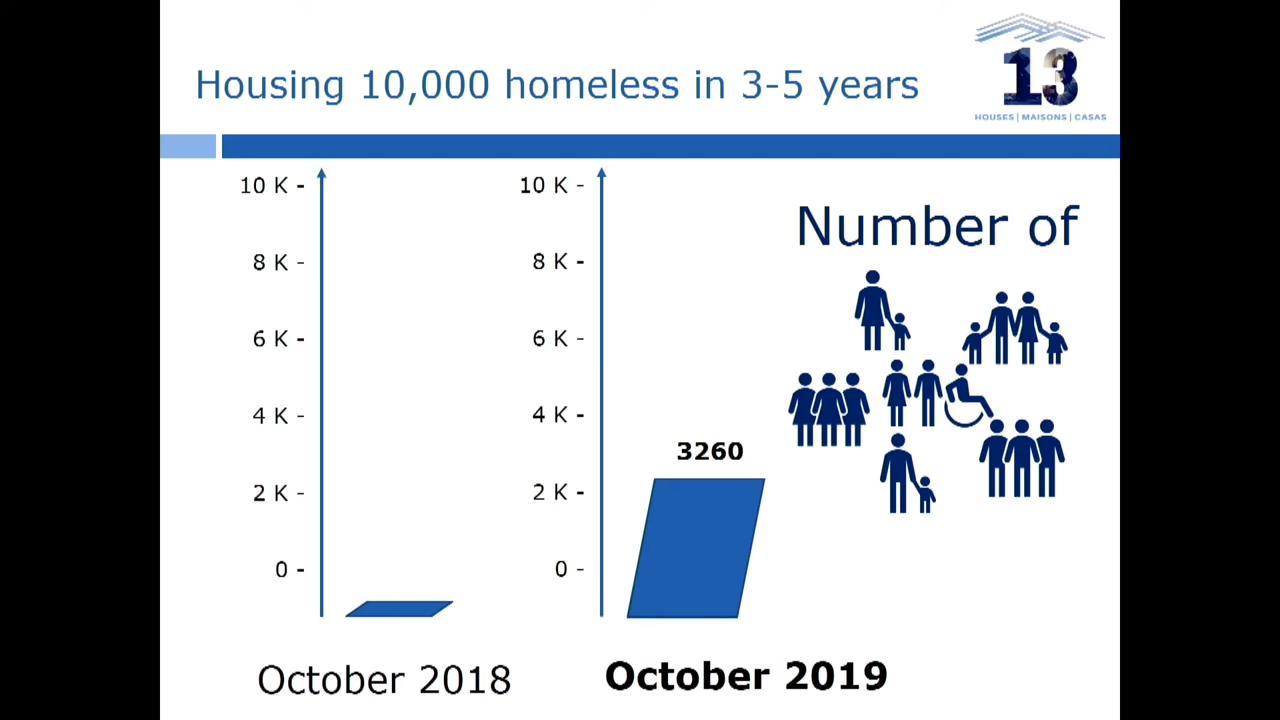 Housing 10,000 homeless in 3-5 years
13
HOUSES | MAISONS | CASAS
10 K -
8 K -
6 K -
4 K -
2 K -
0 -
October 2018
10 K -
8 K -
6 K -
4 K -
2 K -
0 -
3260
October 2019
Number of